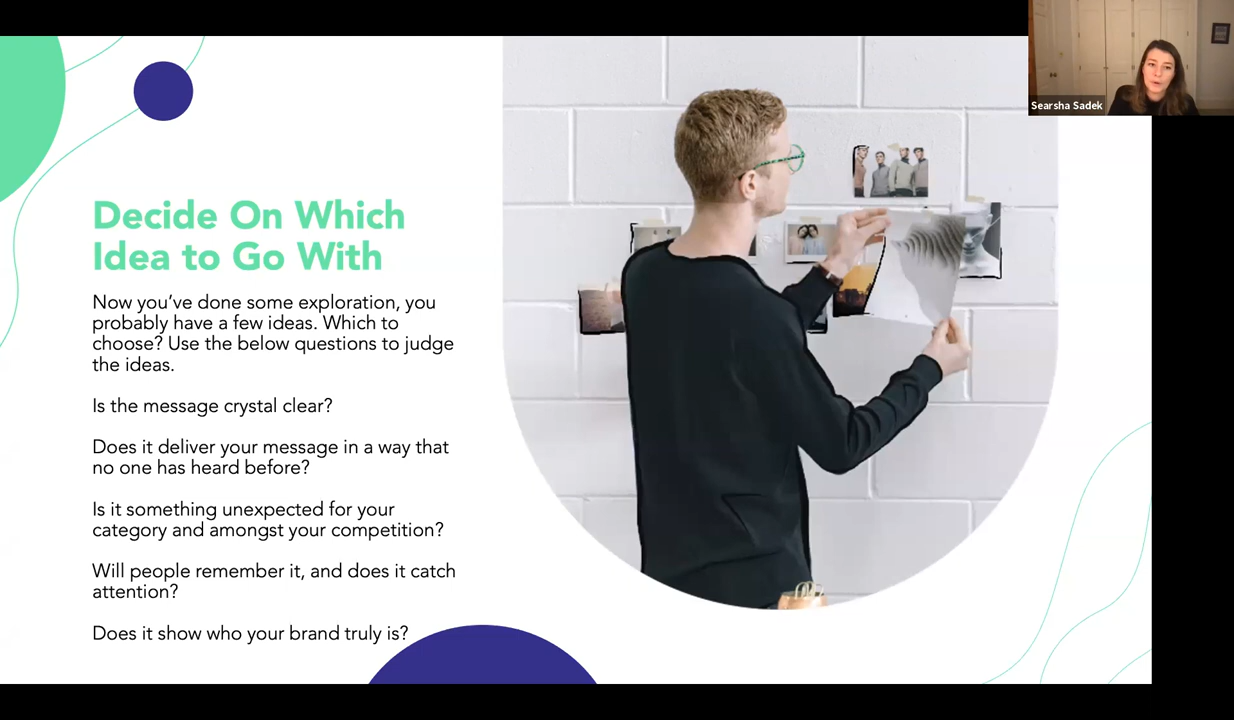 Searsha Sadek
Decide On Which
Idea to Go With
Now you’ve done some exploration, you
probably have a few ideas. Which to
choose? Use the below questions to judge
the ideas.
Is the message crystal clear?
Does it deliver your message in a way that
no one has heard before?
Is it something unexpected for your
category and amongst your competition?
Will people remember it, and does it catch
attention?
Does it show who your brand truly is?